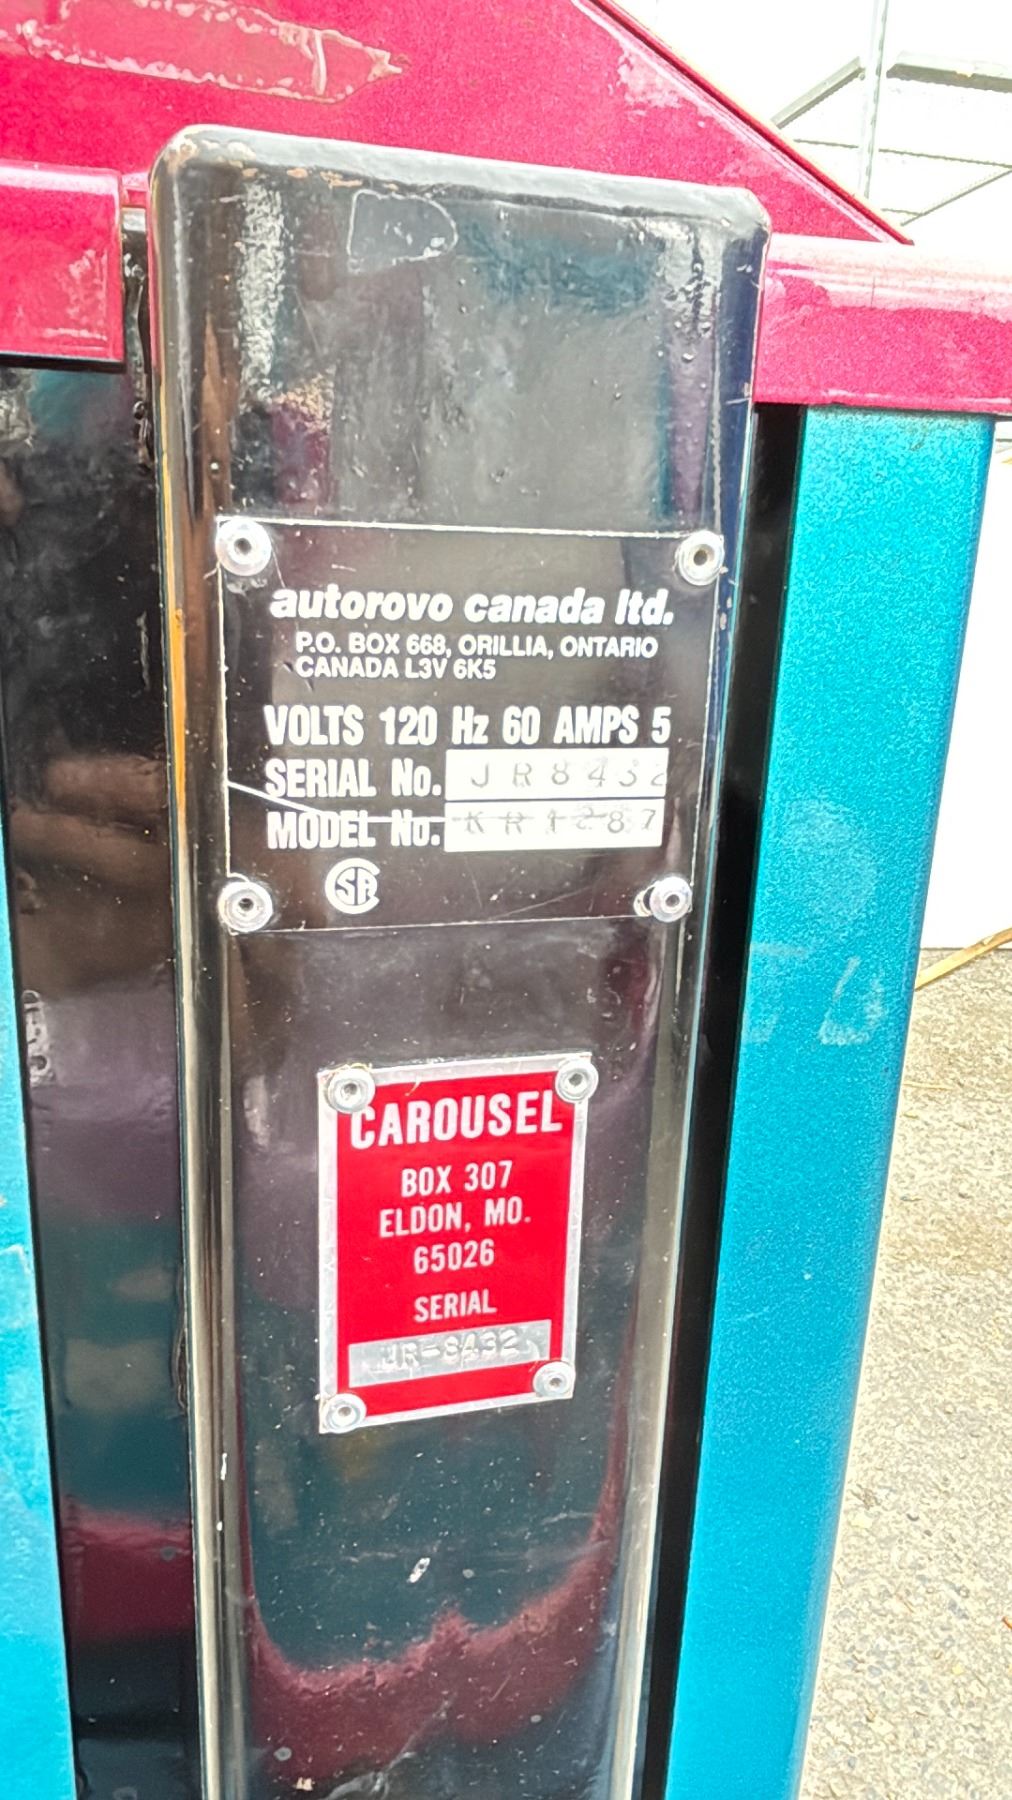 autorovo canada ltd.
P.O. BOX 668, ORILLIA, ONTARIO
CANADA L3V 6K5
VOLTS 120 Hz 60 AMPS 5
SERIAL No. JR8432
MODEL No. KR1287
CSA
CAROUSEL
BOX 307
ELDON, MO.
65026
SERIAL
JR-8432